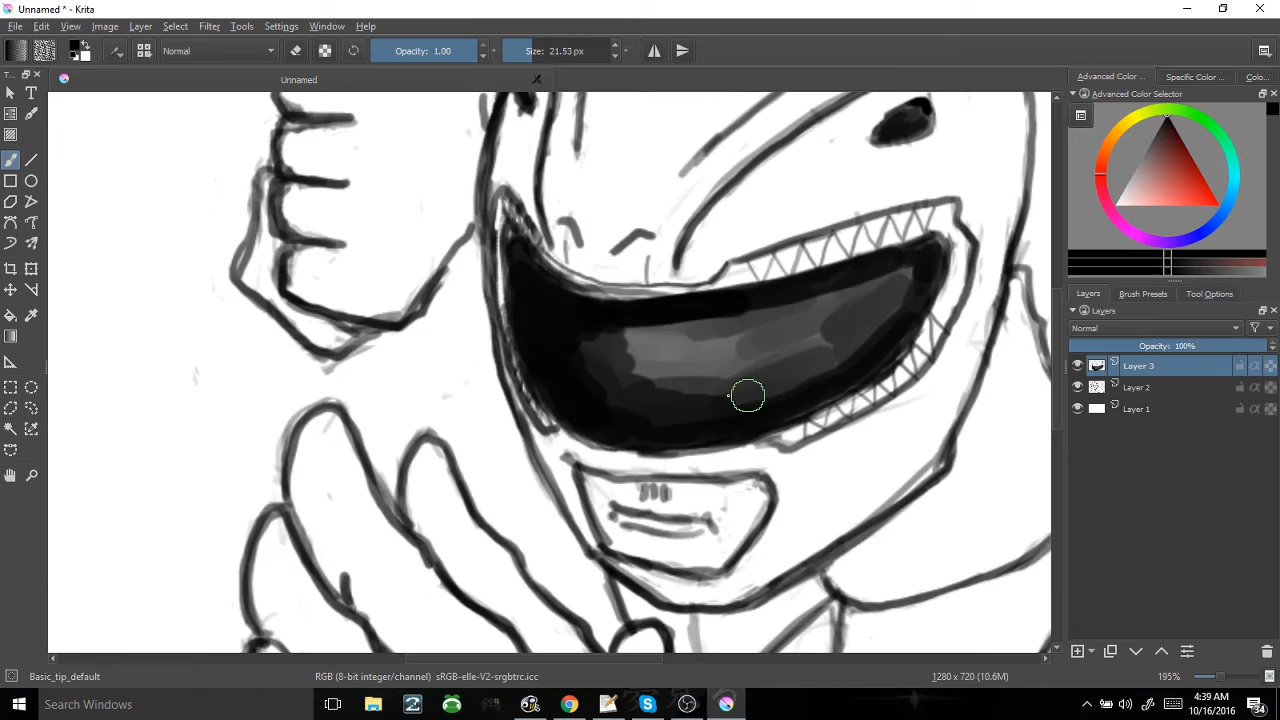 Unnamed * - Krita
File Edit View Image Layer Select Filter Tools Settings Window Help
Normal Opacity: 1.00 Size: 21.53 px
T... Unnamed Advanced Color ... Specific Color ... Colo...
Advanced Color Selector
Layers Brush Presets Tool Options
Layers
Normal
Opacity: 100%
Layer 3
Layer 2
Layer 1
Basic_tip_default RGB (8-bit integer/channel) sRGB-elle-V2-srgbtrc.icc 1280 x 720 (10.6M) 195%
Search Windows 4:39 AM
10/16/2016 34